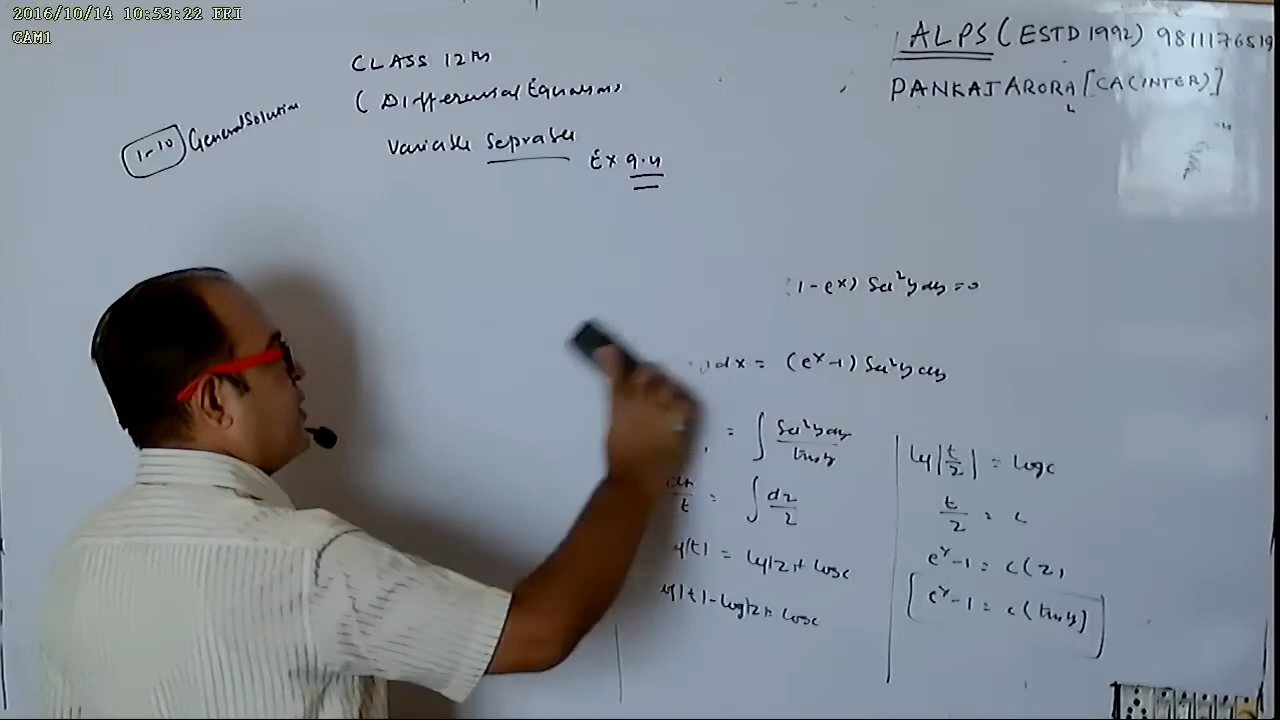 2016/10/14 10:53:22 FRI
CAM1
ALPS (ESTD 1992) 9811176519
PANKAJ ARORA [CA(INTER)]
CLASS 12th
(Differential Equations
Variable Seprable
Ex 9.4
1-10 General Solution
1-e^x) Sec²y dy = 0
dx = (e^x-1) Sec²y dy
= ∫ Sec²y dy / tan y
dt/t = ∫ dz/z
log|t| = log|z| + log c
log|t| - log|z| = log c
log|t/z| = log c
t/z = c
e^x-1 = c(z)
e^x-1 = c(tan y)